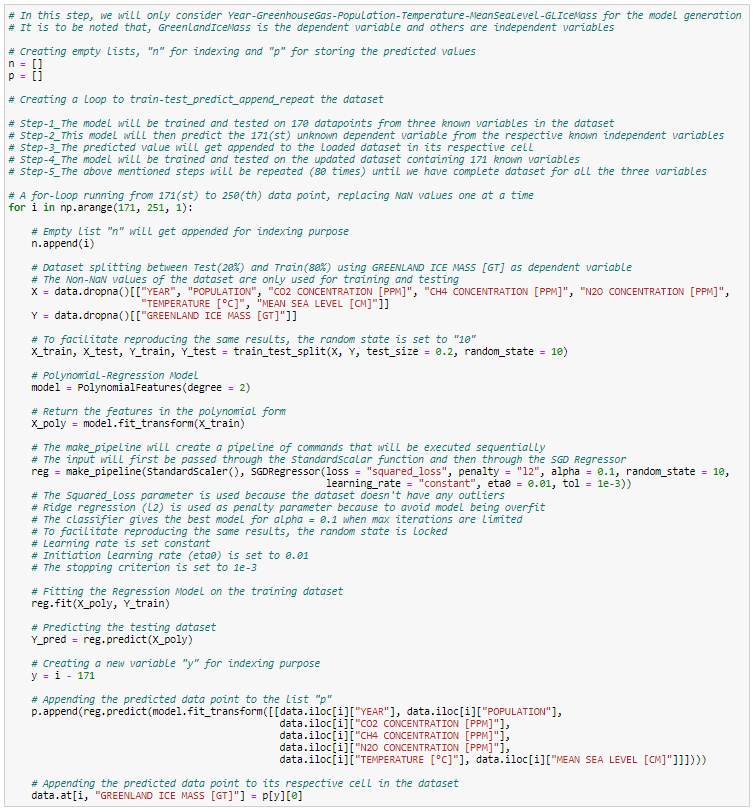 # In this step, we will only consider Year-GreenhouseGas-Population-Temperature-MeanSeaLevel-GLIceMass for the model generation
# It is to be noted that, GreenlandIceMass is the dependent variable and others are independent variables

# Creating empty lists, "n" for indexing and "p" for storing the predicted values
n = []
p = []

# Creating a loop to train-test_predict_append_repeat the dataset

# Step-1_The model will be trained and tested on 170 datapoints from three known variables in the dataset
# Step-2_This model will then predict the 171(st) unknown dependent variable from the respective known independent variables
# Step-3_The predicted value will get appended to the loaded dataset in its respective cell
# Step-4_The model will be trained and tested on the updated dataset containing 171 known variables
# Step-5_The above mentioned steps will be repeated (80 times) until we have complete dataset for all the three variables

# A for-loop running from 171(st) to 250(th) data point, replacing NaN values one at a time
for i in np.arange(171, 251, 1):

    # Empty list "n" will get appended for indexing purpose
    n.append(i)

    # Dataset splitting between Test(20%) and Train(80%) using GREENLAND ICE MASS [GT] as dependent variable
    # The Non-NaN values of the dataset are only used for training and testing
    X = data.dropna()[["YEAR", "POPULATION", "CO2 CONCENTRATION [PPM]", "CH4 CONCENTRATION [PPM]", "N2O CONCENTRATION [PPM]",
                       "TEMPERATURE [°C]", "MEAN SEA LEVEL [CM]"]]
    Y = data.dropna()[["GREENLAND ICE MASS [GT]"]]

    # To facilitate reproducing the same results, the random state is set to "10"
    X_train, X_test, Y_train, Y_test = train_test_split(X, Y, test_size = 0.2, random_state = 10)

    # Polynomial-Regression Model
    model = PolynomialFeatures(degree = 2)

    # Return the features in the polynomial form
    X_poly = model.fit_transform(X_train)

    # The make_pipeline will create a pipeline of commands that will be executed sequentially
    # The input will first be passed through the StandardScalar function and then through the SGD Regressor
    reg = make_pipeline(StandardScaler(), SGDRegressor(loss = "squared_loss", penalty = "l2", alpha = 0.1, random_state = 10,
                                                       learning_rate = "constant", eta0 = 0.01, tol = 1e-3))
    # The Squared_Loss parameter is used because the dataset doesn't have any outliers
    # Ridge regression (l2) is used as penalty parameter because to avoid model being overfit
    # The classifier gives the best model for alpha = 0.1 when max iterations are limited
    # To facilitate reproducing the same results, the random state is locked
    # Learning rate is set constant
    # Initiation learning rate (eta0) is set to 0.01
    # The stopping criterion is set to 1e-3

    # Fitting the Regression Model on the training dataset
    reg.fit(X_poly, Y_train)

    # Predicting the testing dataset
    Y_pred = reg.predict(X_poly)

    # Creating a new variable "y" for indexing purpose
    y = i - 171

    # Appending the predicted data point to the list "p"
    p.append(reg.predict(model.fit_transform([[data.iloc[i]["YEAR"], data.iloc[i]["POPULATION"],
                                               data.iloc[i]["CO2 CONCENTRATION [PPM]"],
                                               data.iloc[i]["CH4 CONCENTRATION [PPM]"],
                                               data.iloc[i]["N2O CONCENTRATION [PPM]"],
                                               data.iloc[i]["TEMPERATURE [°C]"], data.iloc[i]["MEAN SEA LEVEL [CM]"]]])))

    # Appending the predicted data point to its respective cell in the dataset
    data.at[i, "GREENLAND ICE MASS [GT]"] = p[y][0]